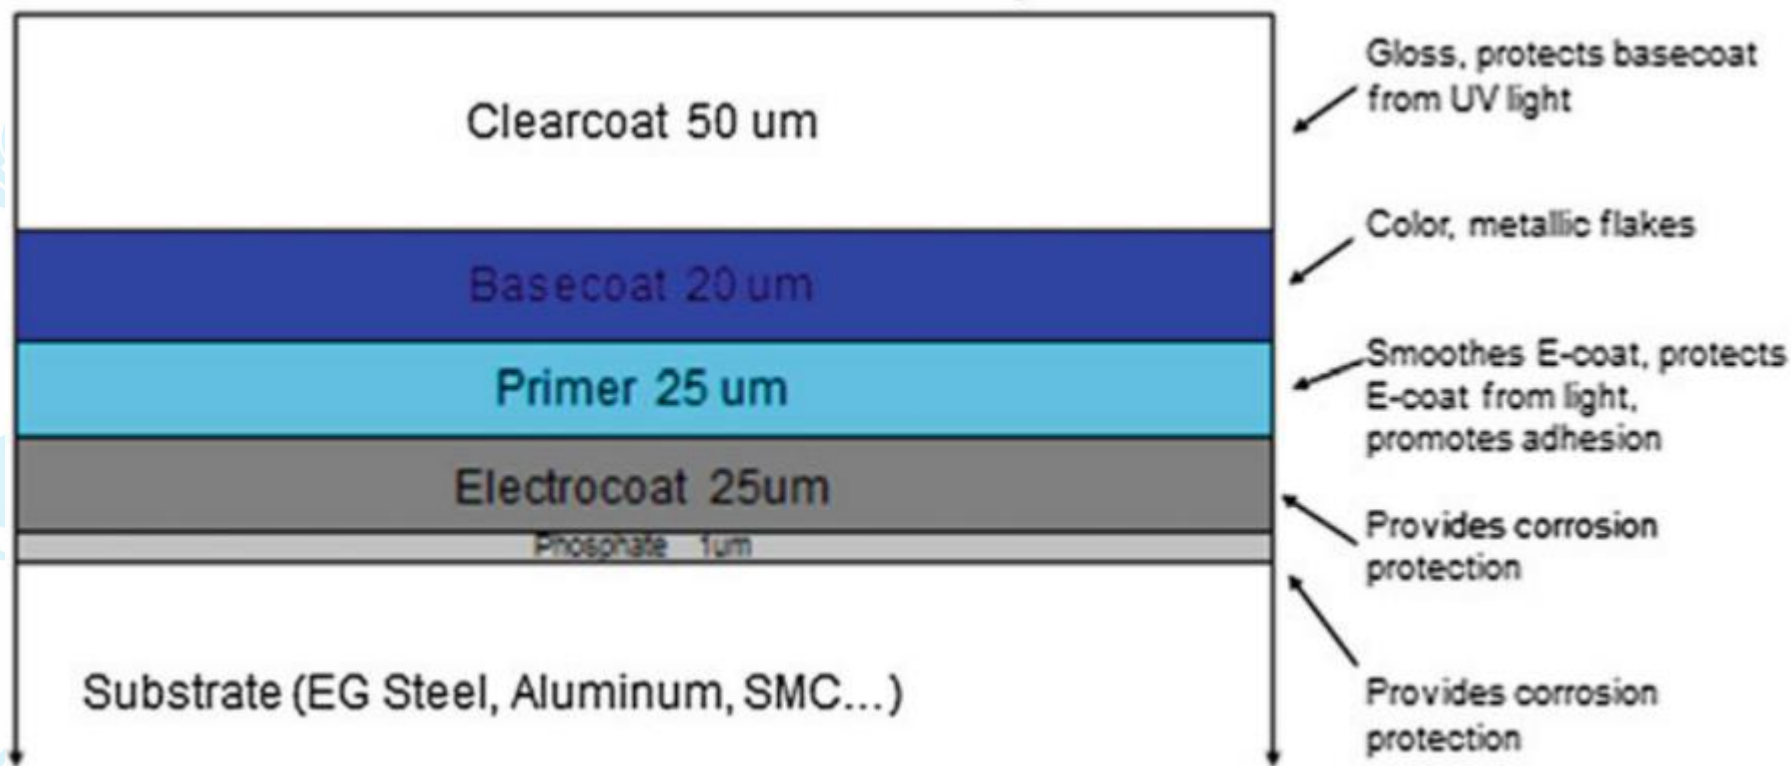 Clearcoat 50 um
Gloss, protects basecoat
from UV light
Basecoat 20 um
Color, metallic flakes
Primer 25 um
Smoothes E-coat, protects
E-coat from light,
promotes adhesion
Electrocoat 25um
Provides corrosion
protection
Phosphate 1um
Provides corrosion
protection
Substrate (EG Steel, Aluminum, SMC...)